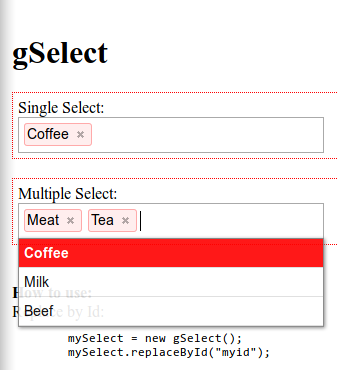 gSelect
Single Select:
Coffee ×
Multiple Select:
Meat × Tea ×
Coffee
Milk
How to use:
Beef
Replace by Id:
mySelect = new gSelect();
mySelect.replaceById("myid");